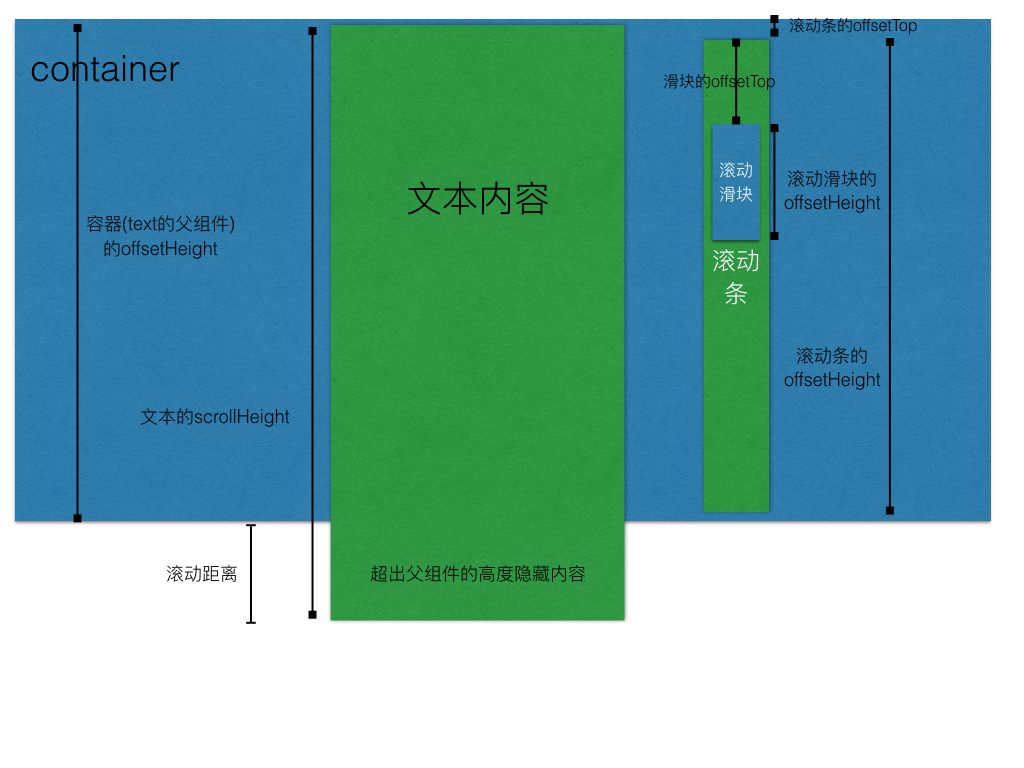 滚动条的offsetTop
container
滑块的offsetTop
滚动
滑块
滚动滑块的
offsetHeight
文本内容
容器(text的父组件)
的offsetHeight
滚动
条
滚动条的
offsetHeight
文本的scrollHeight
滚动距离
超出父组件的高度隐藏内容